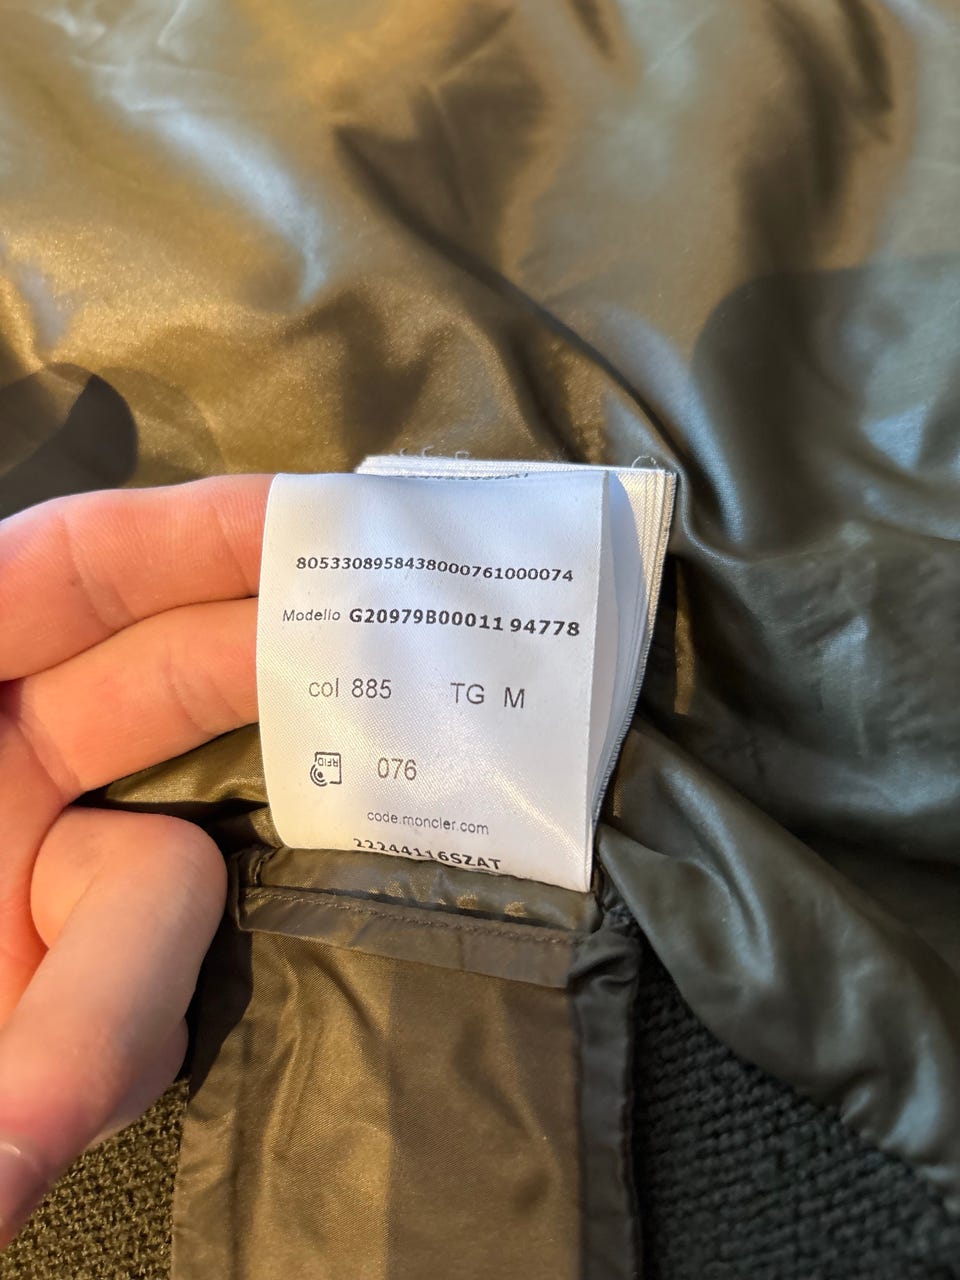 8053308958438000761000074
Modello G20979B00011 94778
col 885 TG M
RFID 076
code.moncler.com
22244116SZAT